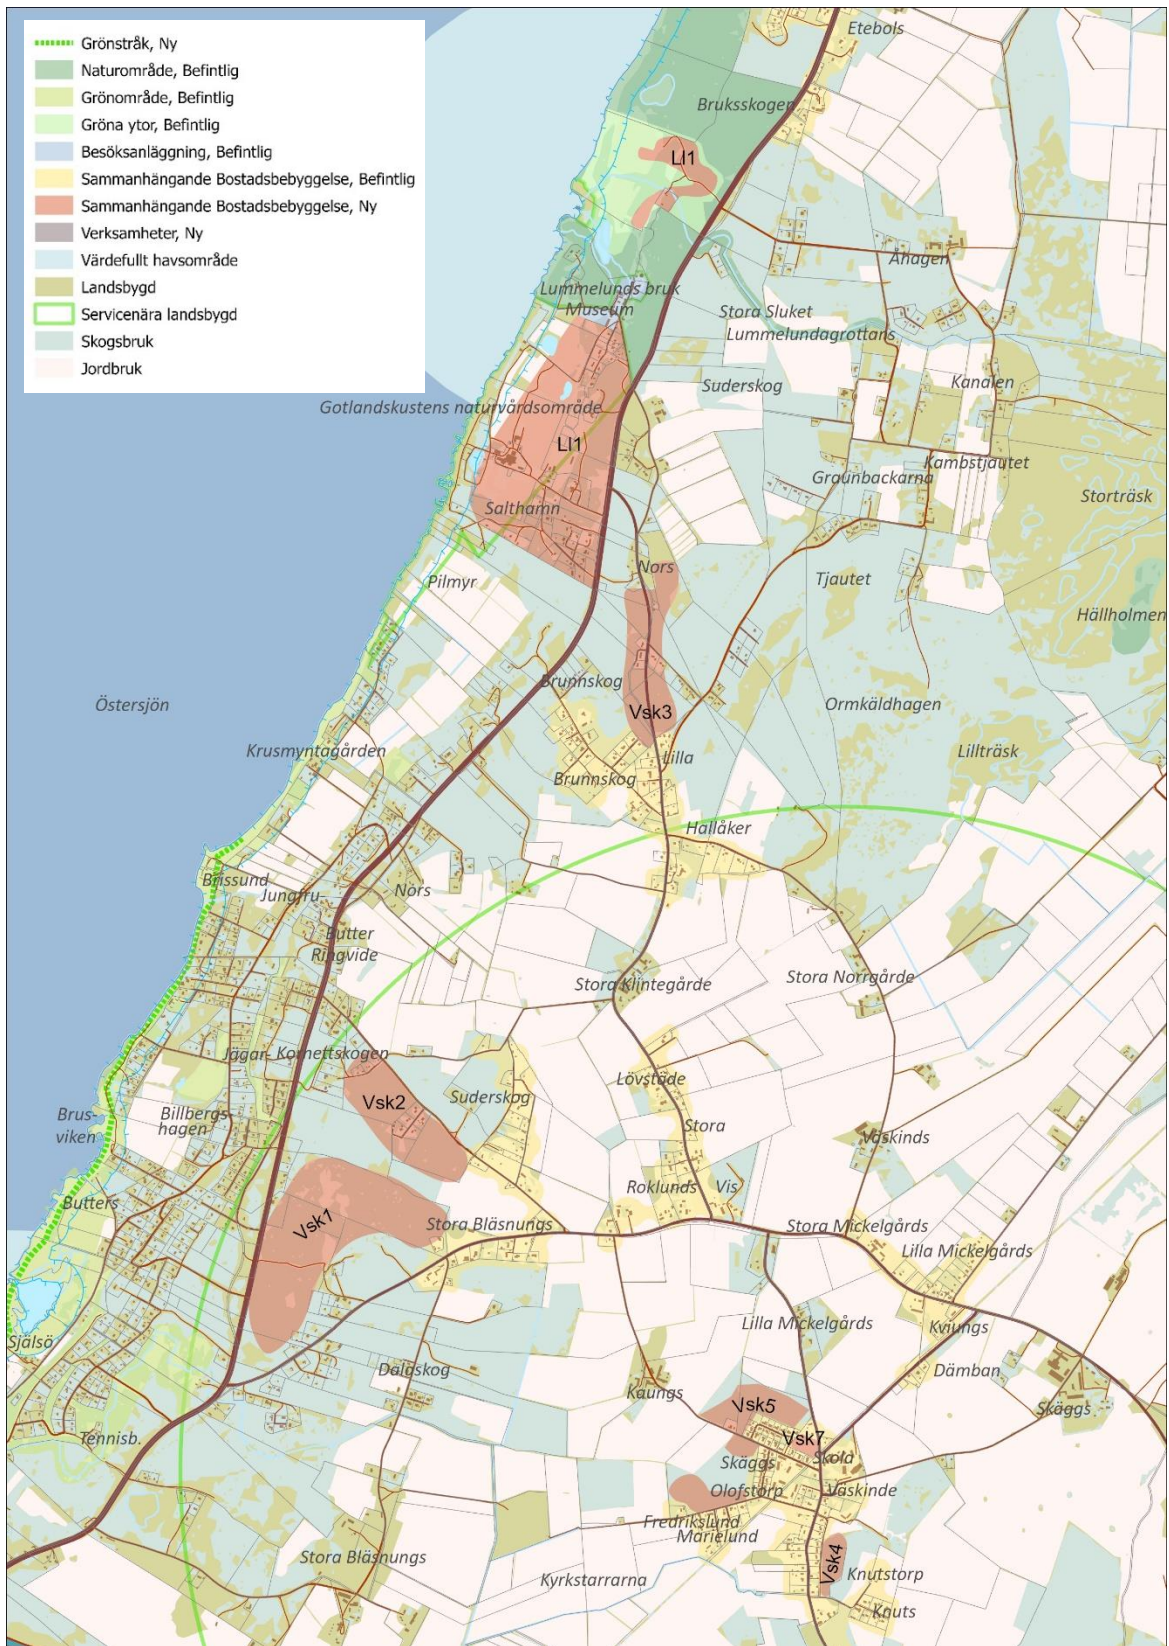 Grönstråk, Ny
Naturområde, Befintlig
Grönområde, Befintlig
Gröna ytor, Befintlig
Besöksanläggning, Befintlig
Sammanhängande Bostadsbebyggelse, Befintlig
Sammanhängande Bostadsbebyggelse, Ny
Verksamheter, Ny
Värdefullt havsområde
Landsbygd
Servicenära landsbygd
Skogsbruk
Jordbruk
Etebols
Bruksskogen
Ll1
Åhagen
Lummelunds bruk
Museum
Stora Sluket
Lummelundagrottans
Suderskog
Kanalen
Gotlandskustens naturvårdsområde
Ll1
Kambstjautet
Graunbackarna
Storträsk
Salthamn
Nors
Pilmyr
Tjautet
Hällholmen
Brunnskog
Östersjön
Ormkäldhagen
Vsk3
Krusmyntagården
Lilla
Lillträsk
Brunnskog
Hallåker
Brissund
Jungfru-
Nors
Butter
Ringvide
Stora Klintegårde
Stora Norrgårde
Jägar-
Kornettskogen
Lövstäde
Vsk2
Suderskog
Brus-
viken
Billbergs-
hagen
Stora
Väskinds
Roklunds
Vis
Butters
Vsk1
Stora Bläsnungs
Stora Mickelgårds
Lilla Mickelgårds
Själsö
Lilla Mickelgårds
Kviungs
Dalaskog
Dämban
Kaungs
Vsk5
Skäggs
Tennisb.
Vsk7
Skola
Skäggs
Olofstorp
Väskinde
Fredrikslund
Marielund
Stora Bläsnungs
Vsk4
Knutstorp
Kyrkstarrarna
Knuts